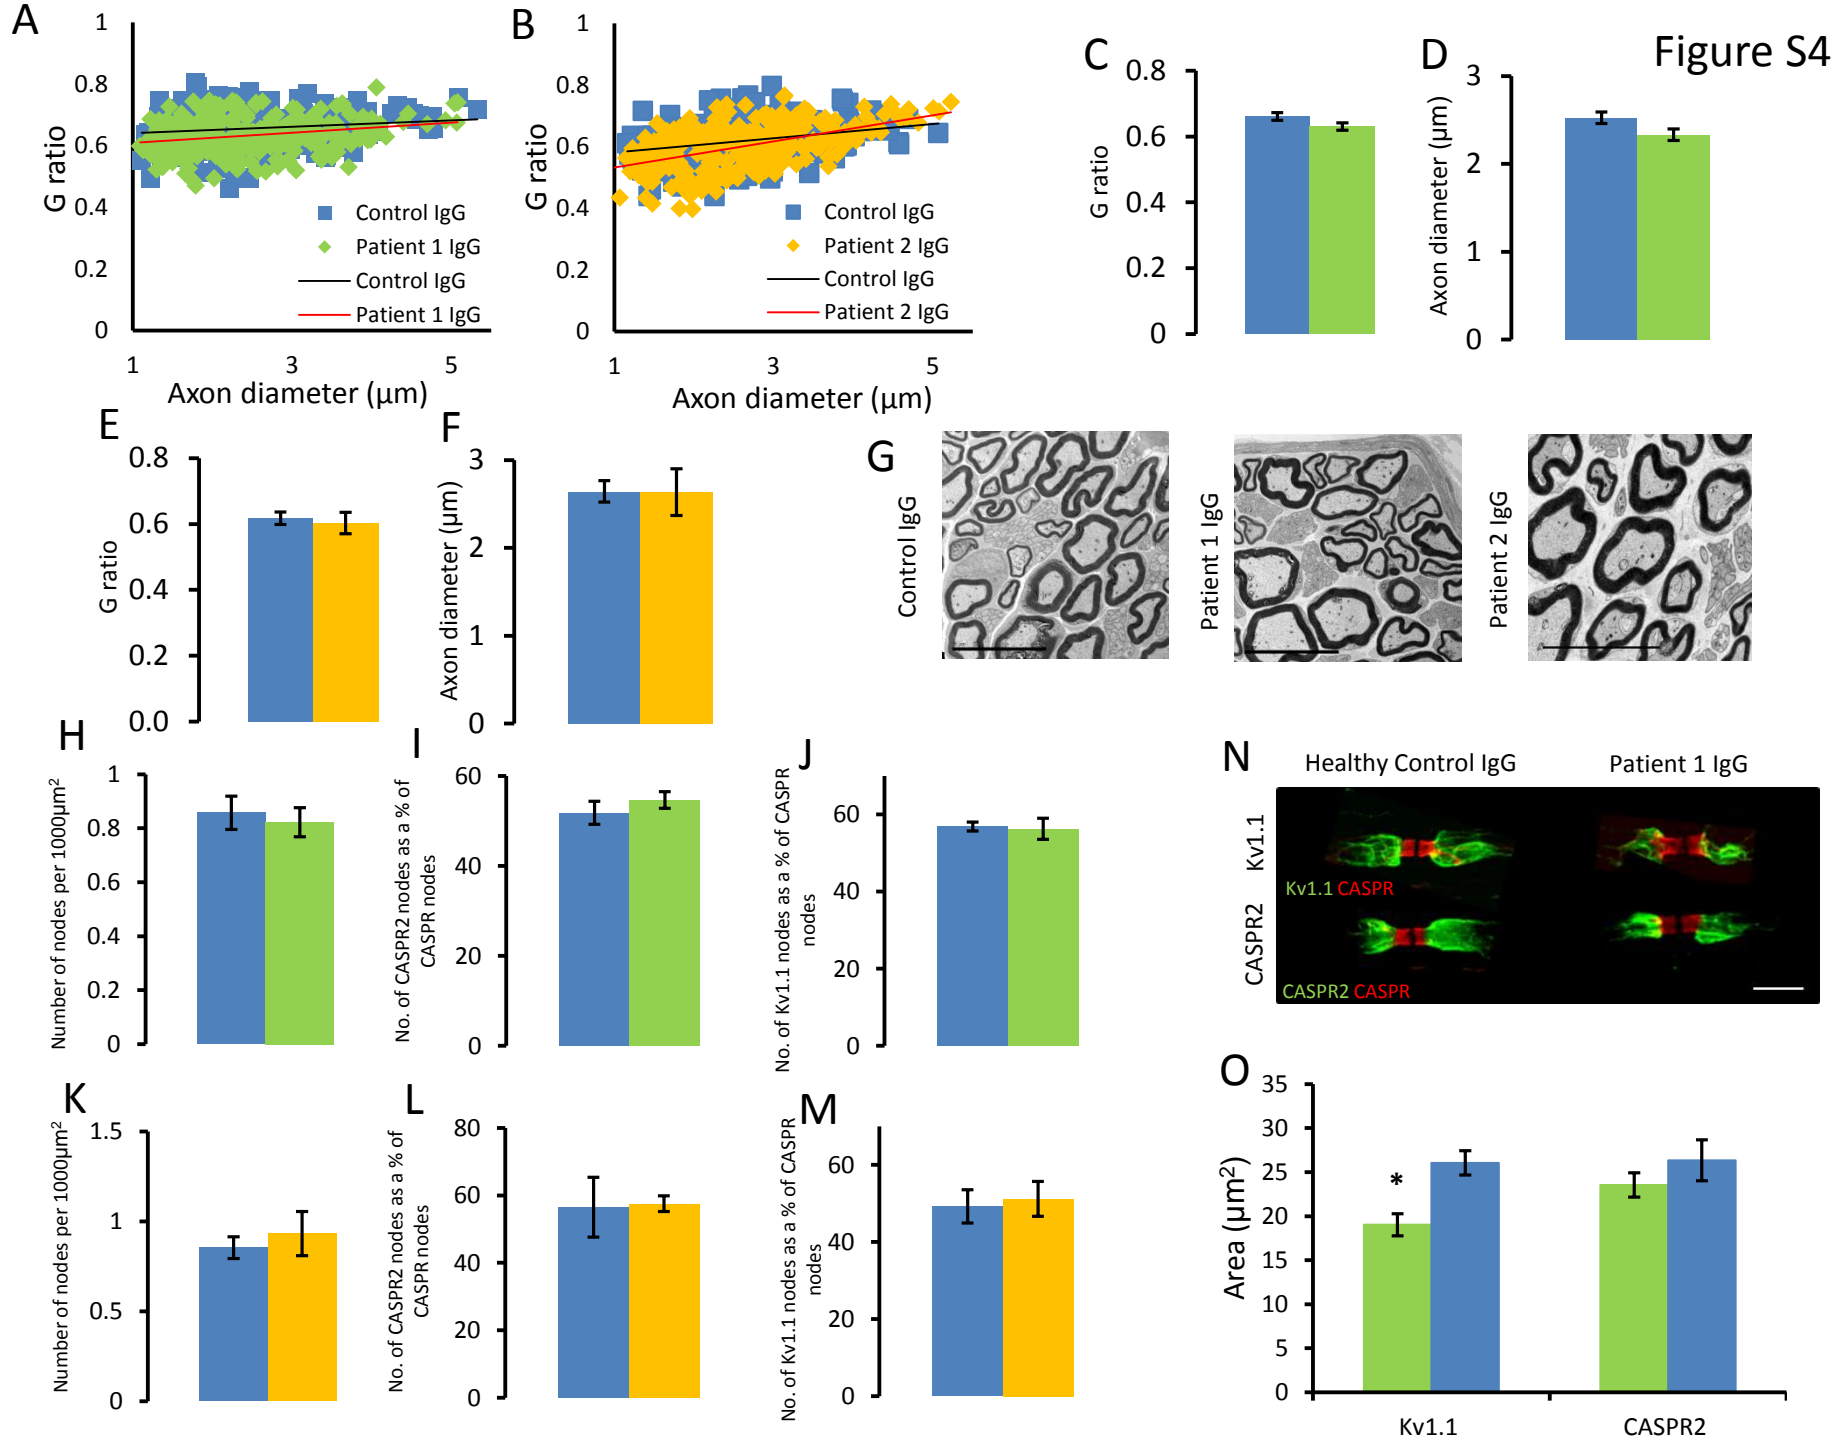 Figure S4
A
1
0.8
0.6
0.4
0.2
0
G ratio
Control IgG
Patient 1 IgG
Control IgG
Patient 1 IgG
1
3
5
Axon diameter (µm)
B
1
0.8
0.6
0.4
0.2
0
G ratio
Control IgG
Patient 2 IgG
Control IgG
Patient 2 IgG
1
3
5
Axon diameter (µm)
C
0.8
0.6
0.4
0.2
0
G ratio
D
3
2
1
0
Axon diameter (µm)
E
0.8
0.6
0.4
0.2
0.0
G ratio
F
3
2
1
0
Axon diameter (µm)
G
Control IgG
Patient 1 IgG
Patient 2 IgG
H
1
0.8
0.6
0.4
0.2
0
Number of nodes per 1000µm²
I
60
40
20
0
No. of CASPR2 nodes as a % of
CASPR nodes
J
60
40
20
0
No. of Kv1.1 nodes as a % of CASPR
nodes
N
Healthy Control IgG
Patient 1 IgG
Kv1.1
Kv1.1 CASPR
CASPR2
CASPR2 CASPR
K
1.5
1
0.5
0
Number of nodes per 1000µm²
L
80
60
40
20
0
No. of CASPR2 nodes as a % of
CASPR nodes
M
60
40
20
0
No. of Kv1.1 nodes as a % of CASPR
nodes
O
35
30
25
20
15
10
5
0
Area (µm²)
*
Kv1.1
CASPR2